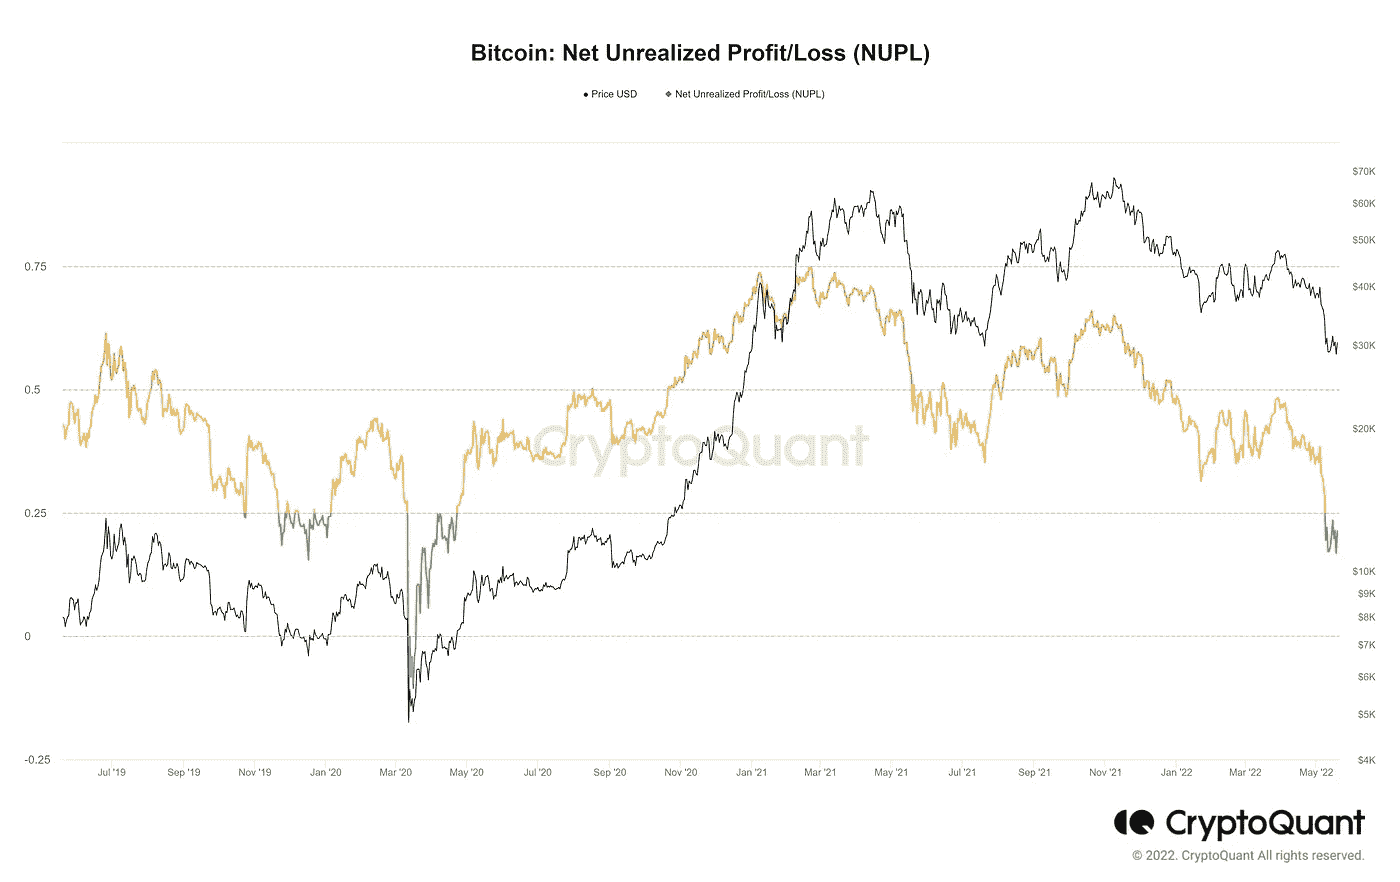 Bitcoin: Net Unrealized Profit/Loss (NUPL)
Price USD
Net Unrealized Profit/Loss (NUPL)
0.75
0.5
0.25
0
-0.25
$70K
$60K
$50K
$40K
$30K
$20K
$10K
$9K
$8K
$7K
$6K
$5K
$4K
CryptoQuant
Jul '19
Sep '19
Nov '19
Jan '20
Mar '20
May '20
Jul '20
Sep '20
Nov '20
Jan '21
Mar '21
May '21
Jul '21
Sep '21
Nov '21
Jan '22
Mar '22
May '22
CryptoQuant
© 2022. CryptoQuant All rights reserved.